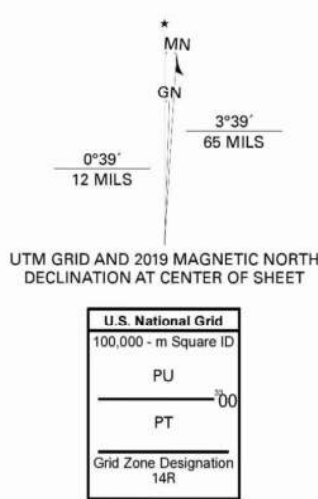 ★
MN
GN
3°39´
65 MILS
0°39´
12 MILS
UTM GRID AND 2019 MAGNETIC NORTH
DECLINATION AT CENTER OF SHEET
U.S. National Grid
100,000 - m Square ID
PU
00
PT
Grid Zone Designation
14R